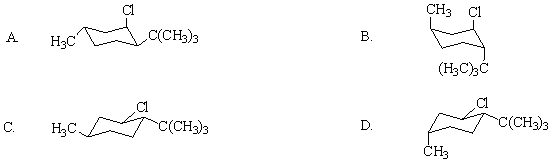 A.
Cl
H₃C
C(CH₃)₃
B.
CH₃
Cl
(H₃C)₃C
C.
H₃C
Cl
C(CH₃)₃
D.
Cl
C(CH₃)₃
CH₃